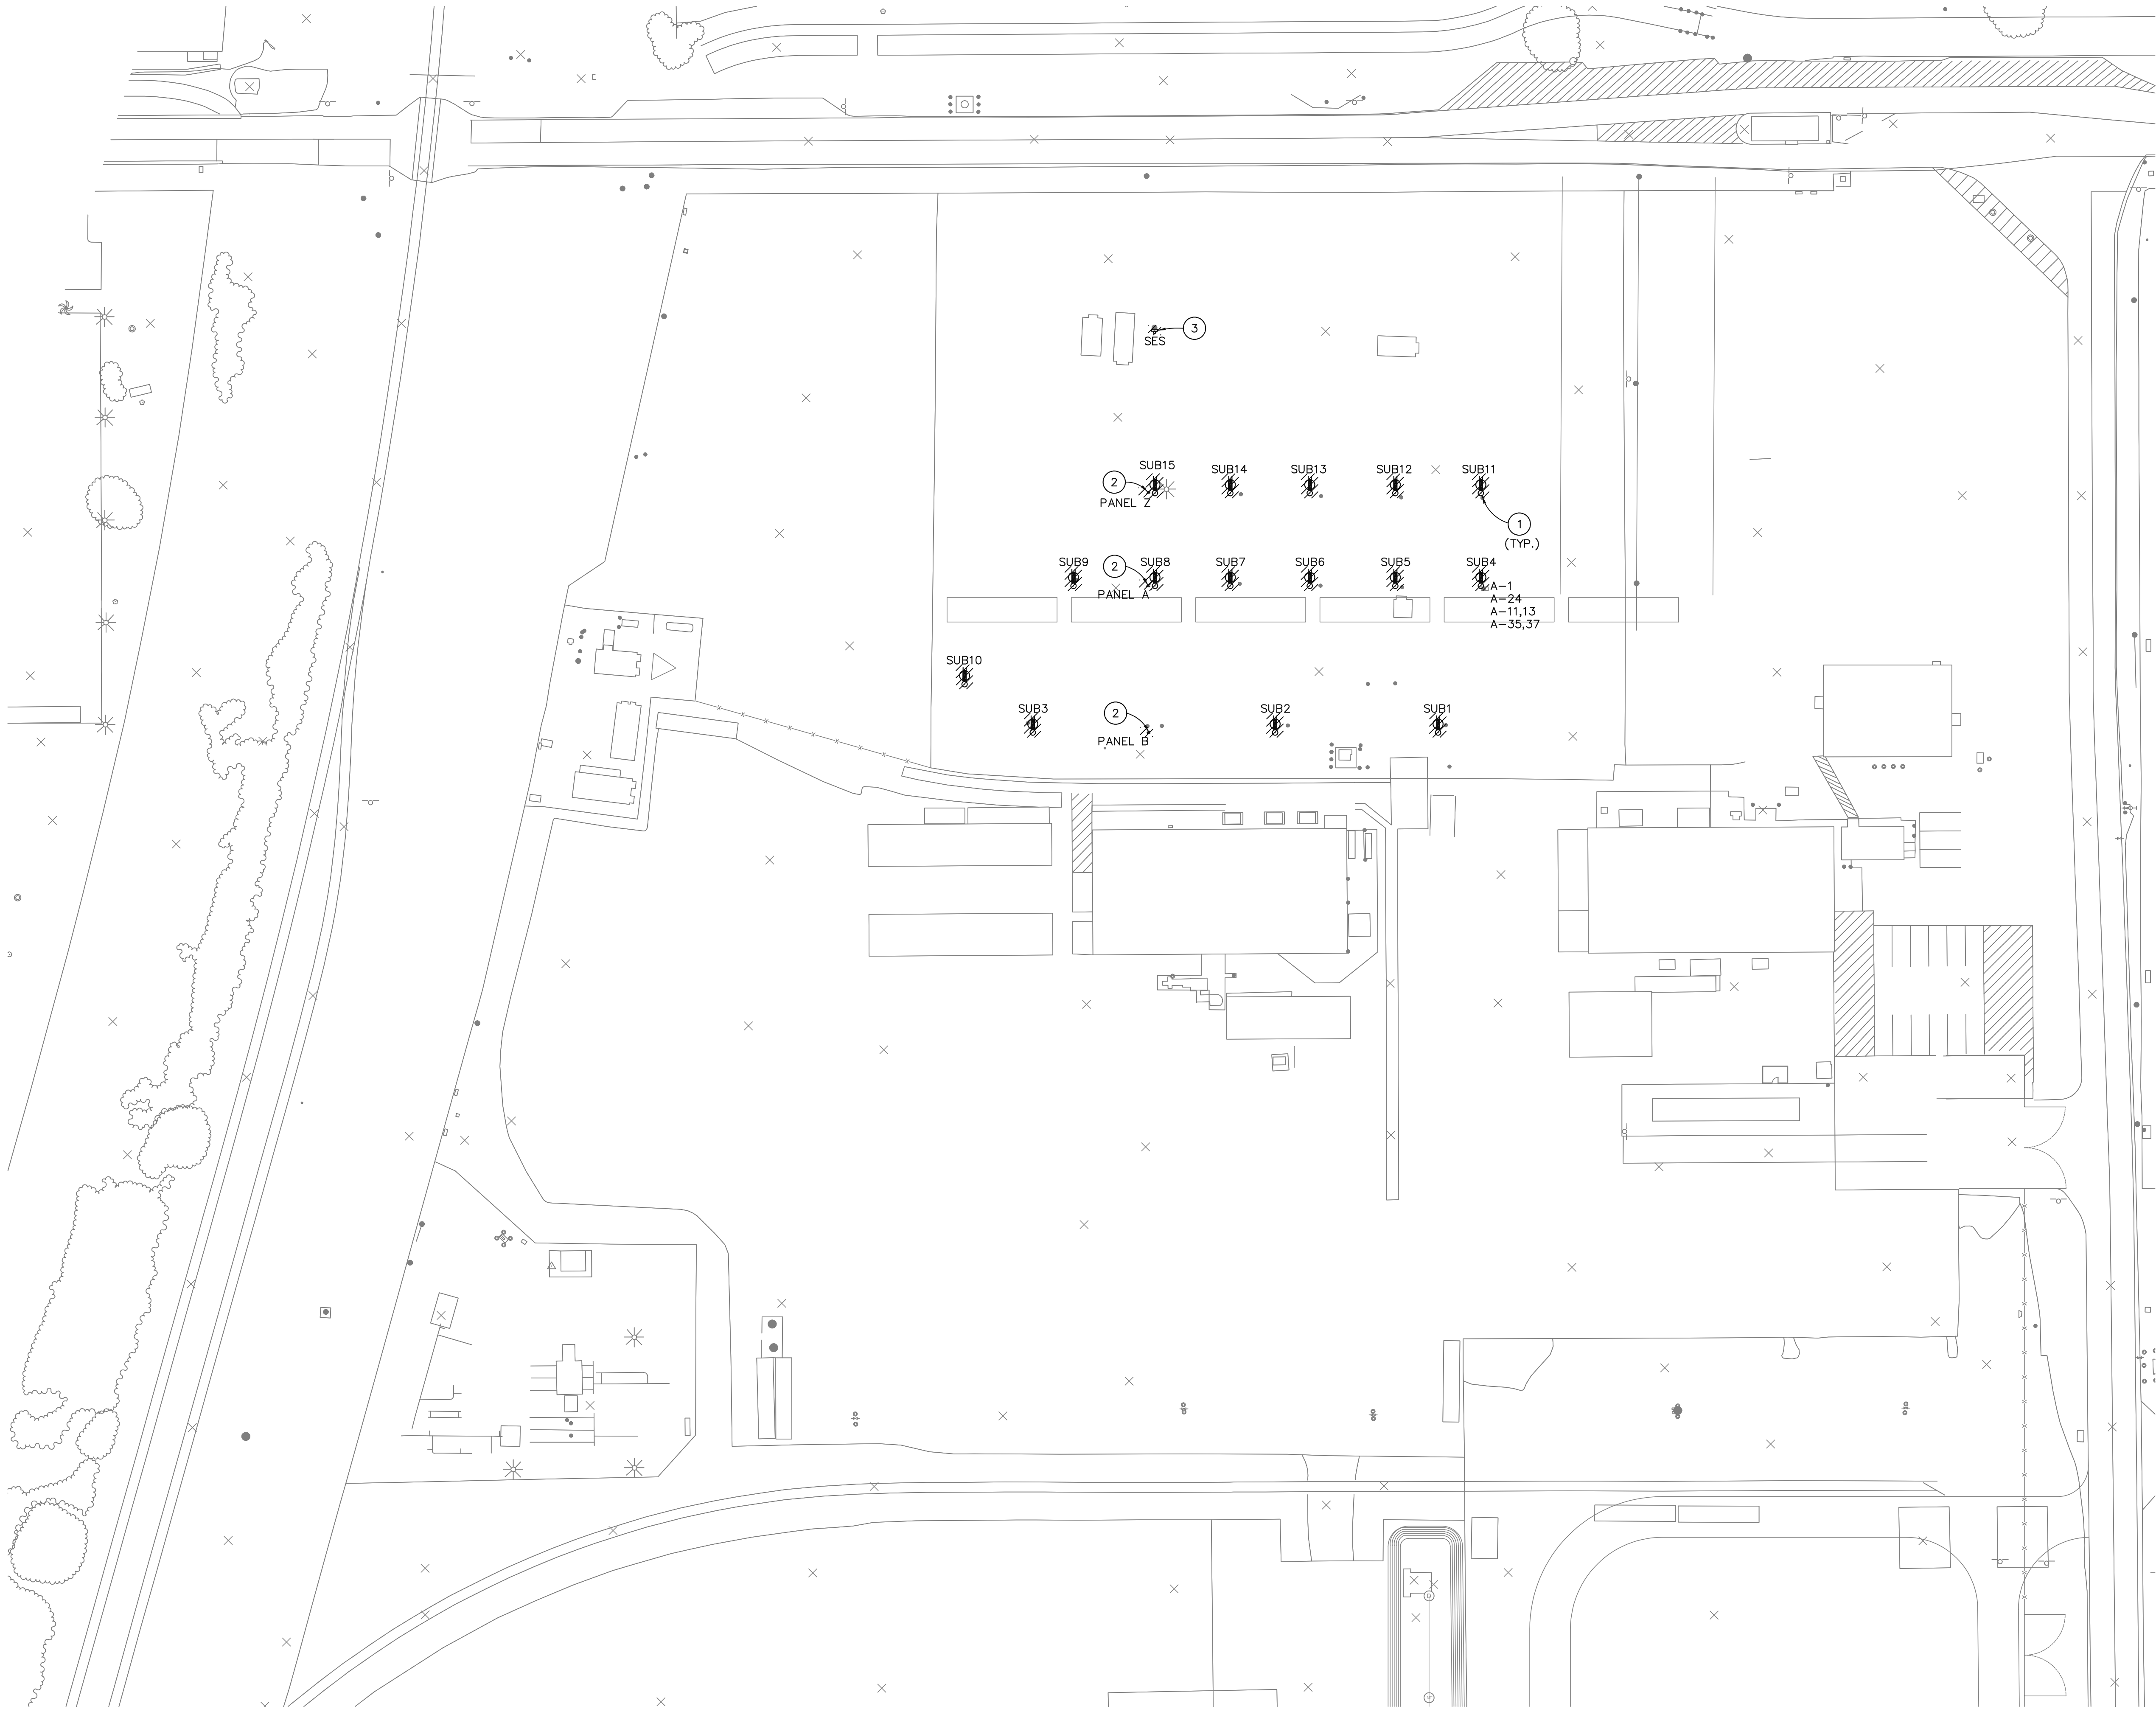 3
SES
SUB15
SUB14
SUB13
SUB12
SUB11
2
PANEL Z
1
(TYP.)
SUB9
2
SUB8
SUB7
SUB6
SUB5
SUB4
PANEL A
A-1
A-24
A-11,13
A-35,37
SUB10
SUB3
2
SUB2
SUB1
PANEL B